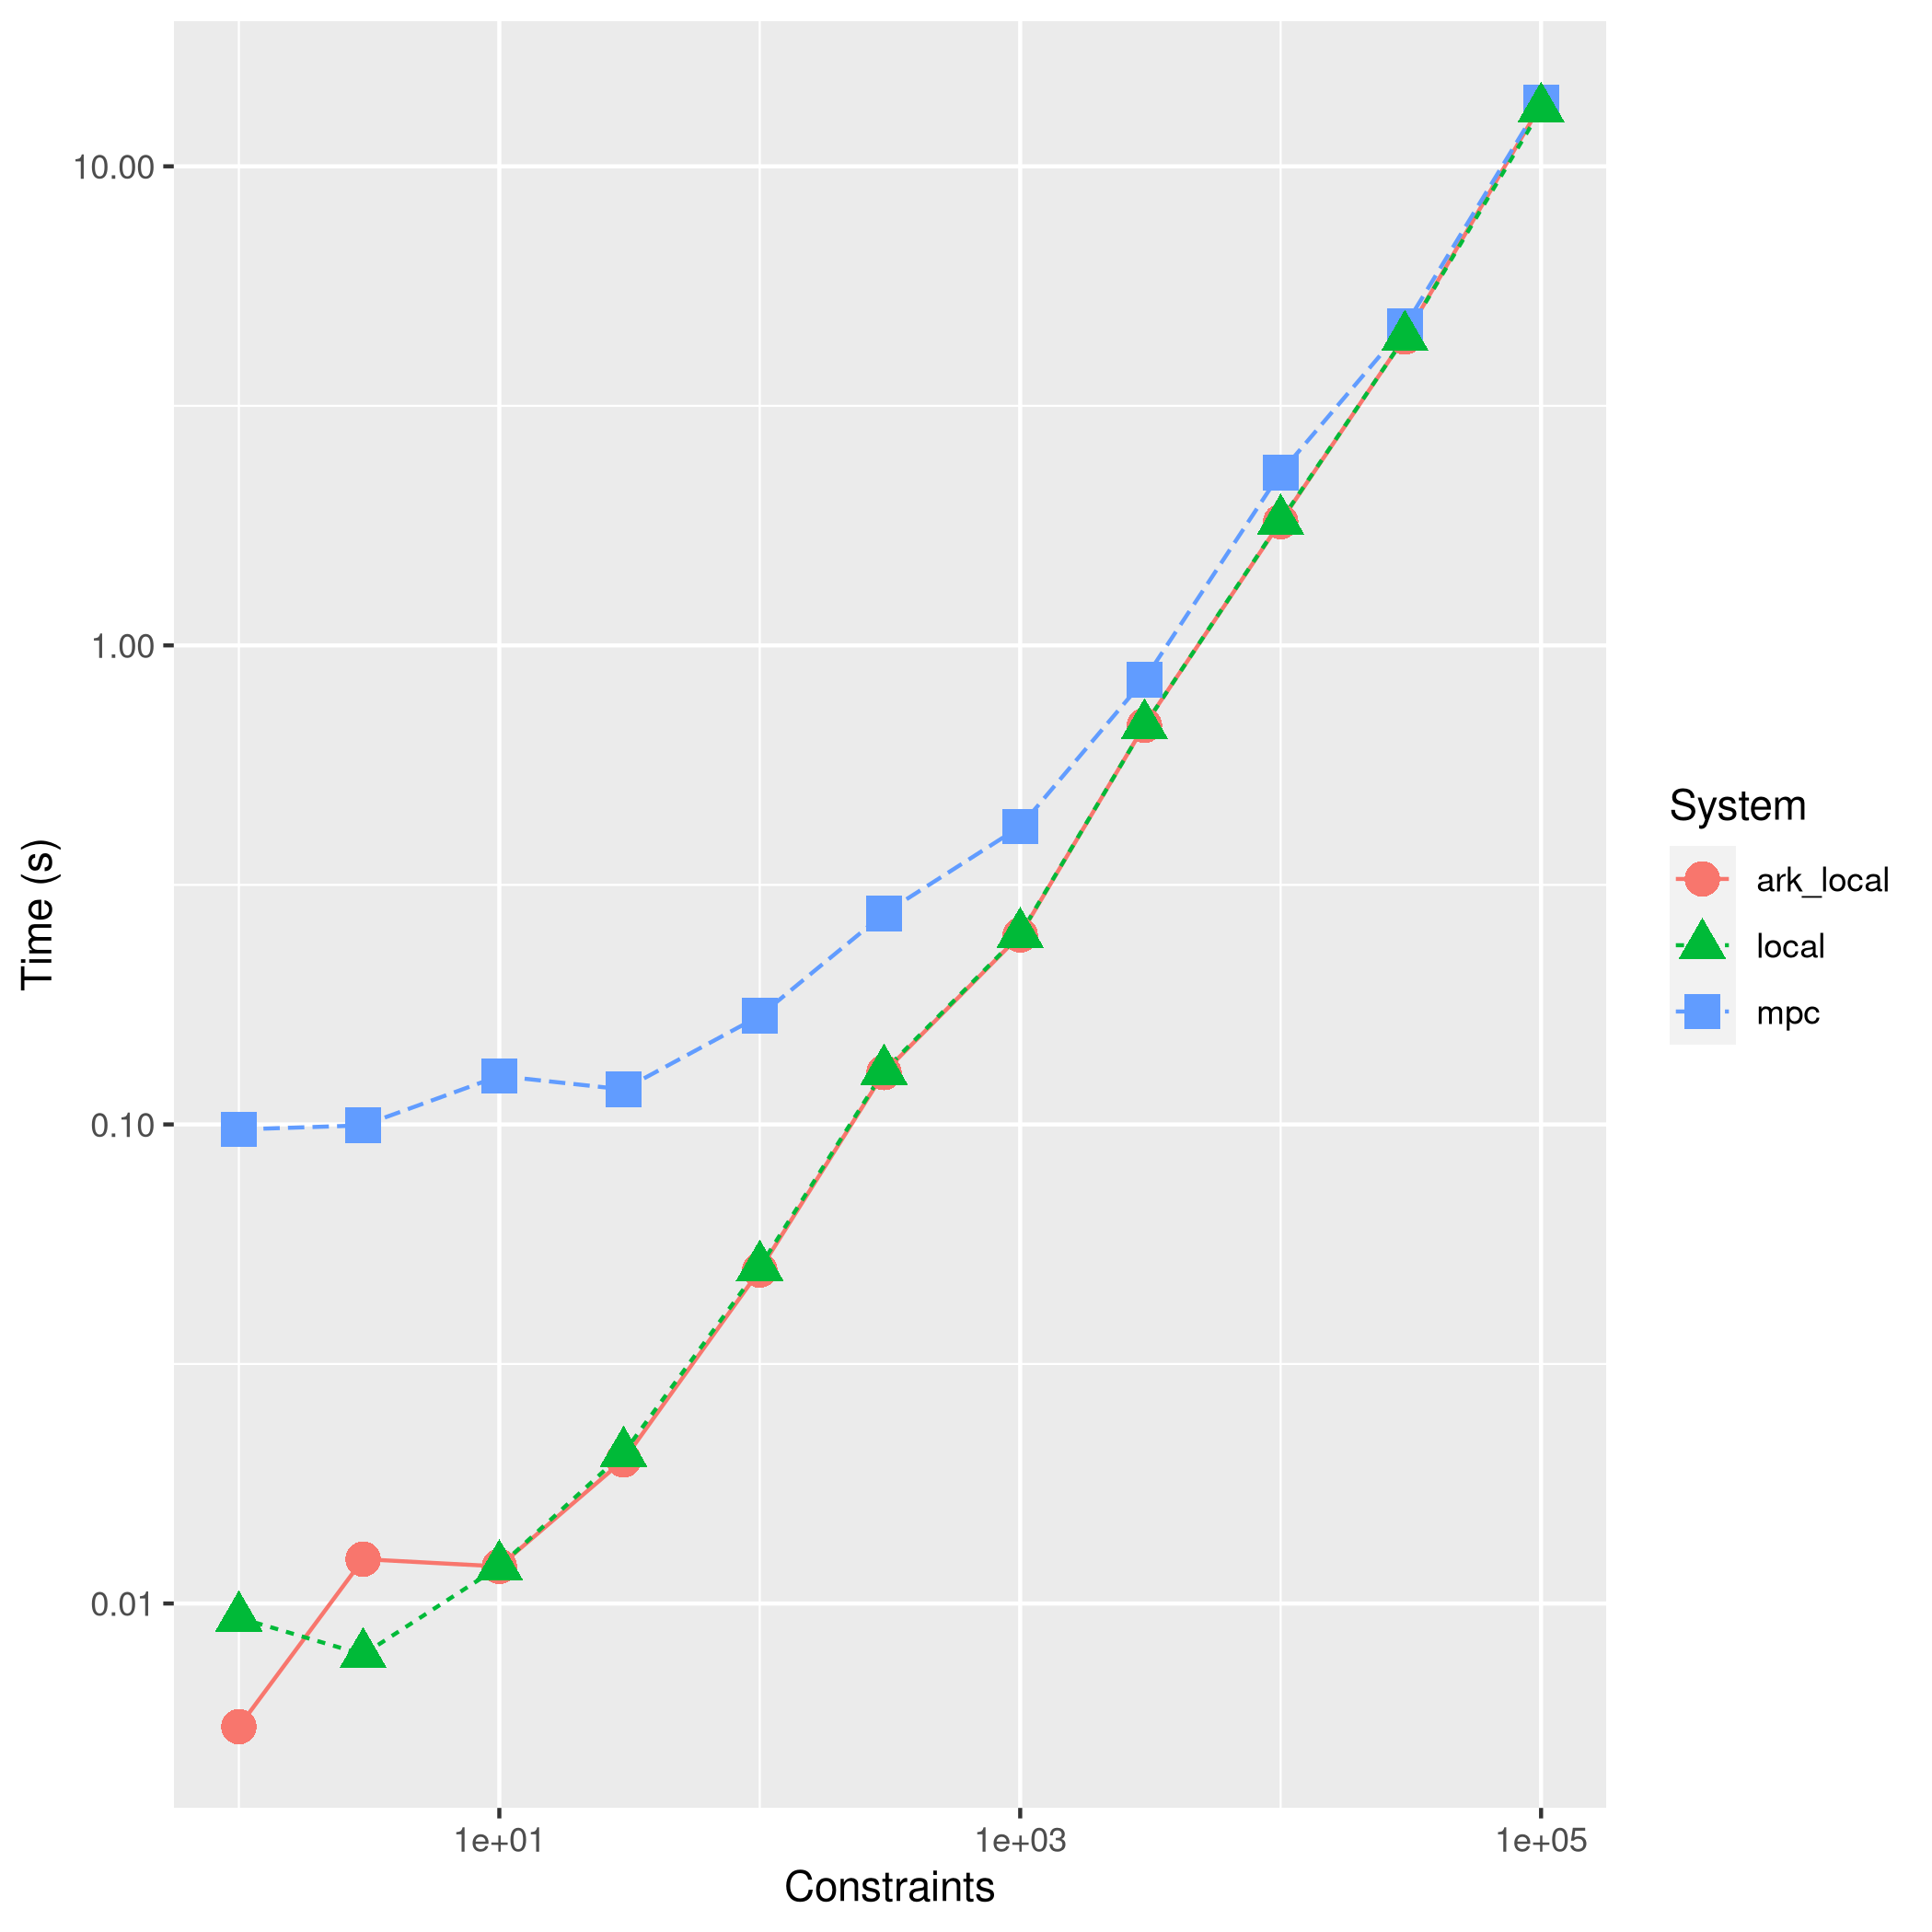 10.00
1.00
0.10
0.01
Time (s)
1e+01
1e+03
1e+05
Constraints
System
ark_local
local
mpc